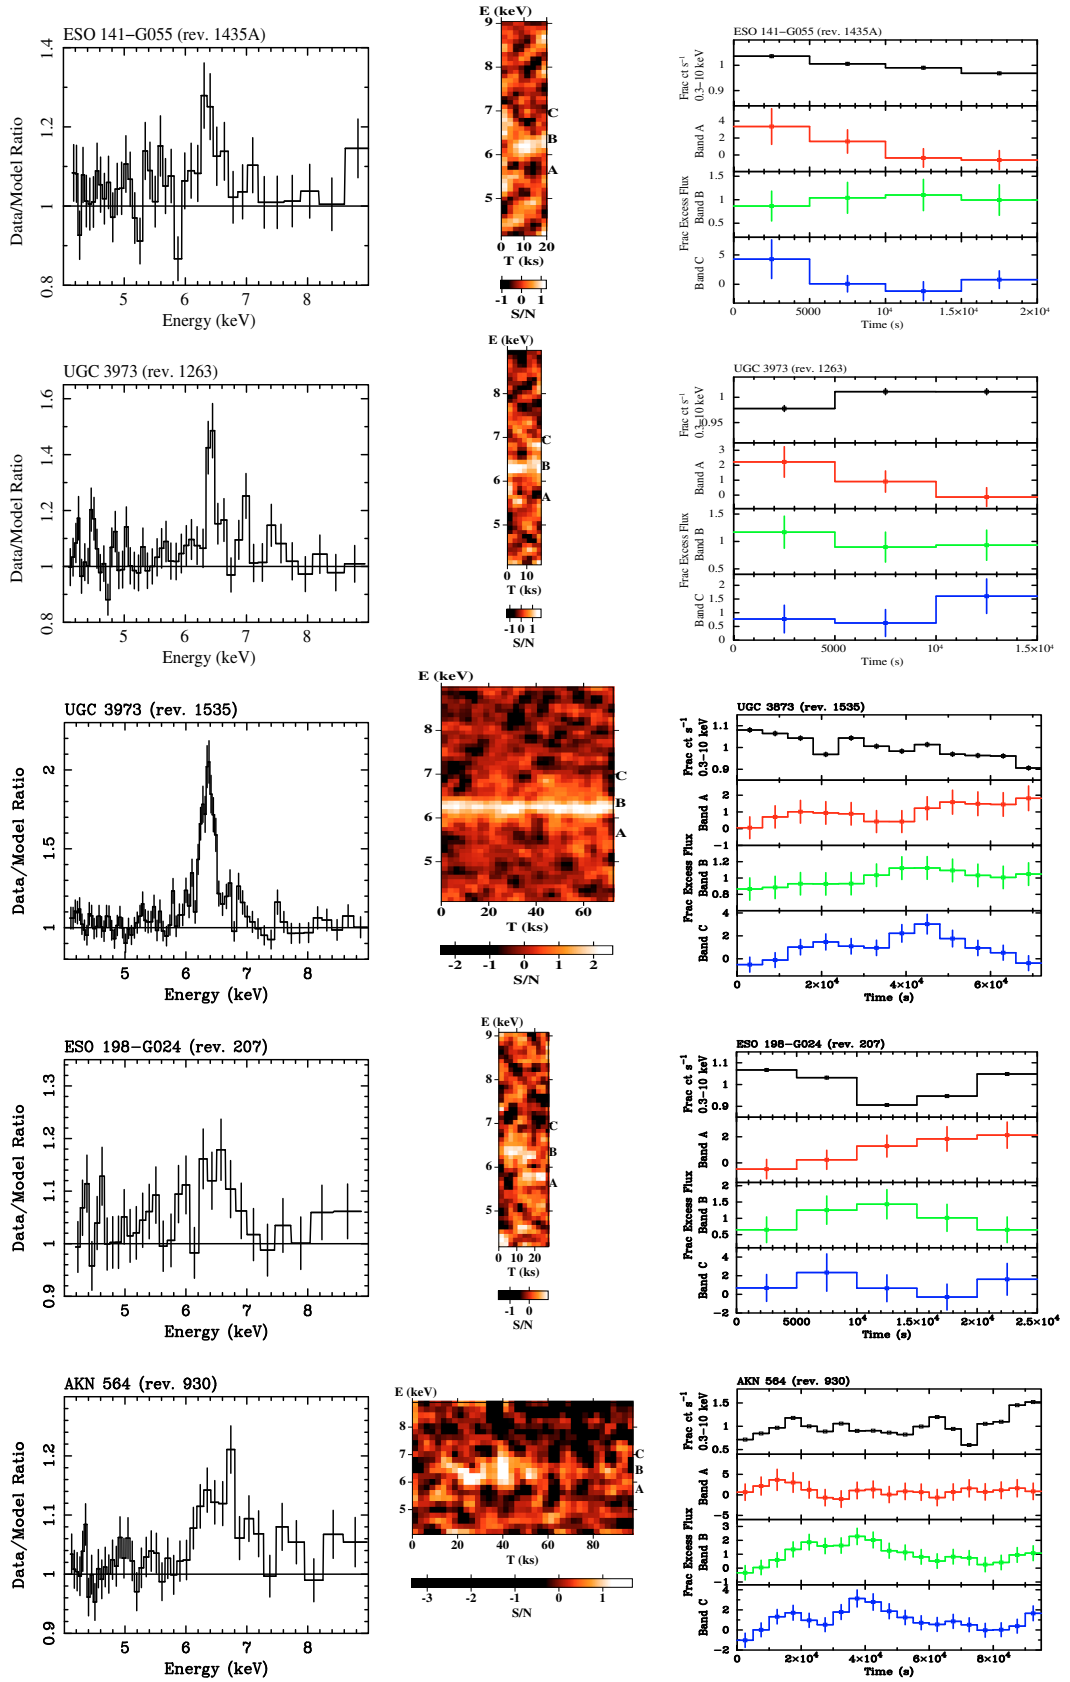 ESO 141−G055 (rev. 1435A)
Data/Model Ratio
0.8 1 1.2 1.4
5 6 7 8
Energy (keV)
E (keV)
9
8
7
6
5
C
B
A
0 10 20
T (ks)
-1 0 1
S/N
ESO 141−G055 (rev. 1435A)
Frac ct s⁻¹
0.3−10 keV
1
0.9
Band A
4
2
0
Frac Excess Flux
Band B
1.5
1
0.5
Band C
5
0
0 5000 10⁴ 1.5×10⁴ 2×10⁴
Time (s)
UGC 3973 (rev. 1263)
Data/Model Ratio
0.8 1 1.2 1.4 1.6
5 6 7 8
Energy (keV)
E (keV)
8
7
6
5
C
B
A
0 10
T (ks)
-1 0 1
S/N
UGC 3973 (rev. 1263)
Frac ct s⁻¹
0.3−10 keV
1
0.95
Band A
3
2
1
0
Frac Excess Flux
Band B
1.5
1
0.5
Band C
2
1.5
1
0.5
0
0 5000 10⁴ 1.5×10⁴
Time (s)
UGC 3973 (rev. 1535)
Data/Model Ratio
1 1.5 2
5 6 7 8
Energy (keV)
E (keV)
8
7
6
5
C
B
A
0 20 40 60
T (ks)
-2 -1 0 1 2
S/N
UGC 3873 (rev. 1535)
Frac ct s⁻¹
0.3−10 keV
1.1
1
0.9
Band A
2
1
0
−1
Frac Excess Flux
Band B
1.2
1
0.8
Band C
4
2
0
0 2×10⁴ 4×10⁴ 6×10⁴
Time (s)
ESO 198−G024 (rev. 207)
Data/Model Ratio
0.9 1 1.1 1.2 1.3
5 6 7 8
Energy (keV)
E (keV)
9
8
7
6
5
C
B
A
0 10 20
T (ks)
-1 0
S/N
ESO 198−G024 (rev. 207)
Frac ct s⁻¹
0.3−10 keV
1.1
1
0.9
Band A
2
0
Frac Excess Flux
Band B
2
1.5
1
0.5
Band C
4
2
0
−2
0 5000 10⁴ 1.5×10⁴ 2×10⁴ 2.5×10⁴
Time (s)
AKN 564 (rev. 930)
Data/Model Ratio
0.9 1 1.1 1.2
5 6 7 8
Energy (keV)
E (keV)
8
7
6
5
C
B
A
0 20 40 60 80
T (ks)
-3 -2 -1 0 1
S/N
AKN 564 (rev. 930)
Frac ct s⁻¹
0.3−10 keV
1.5
1
0.5
Band A
5
0
−5
Frac Excess Flux
Band B
3
2
1
0
−1
Band C
4
2
0
−2
2×10⁴ 4×10⁴ 6×10⁴ 8×10⁴
Time (s)